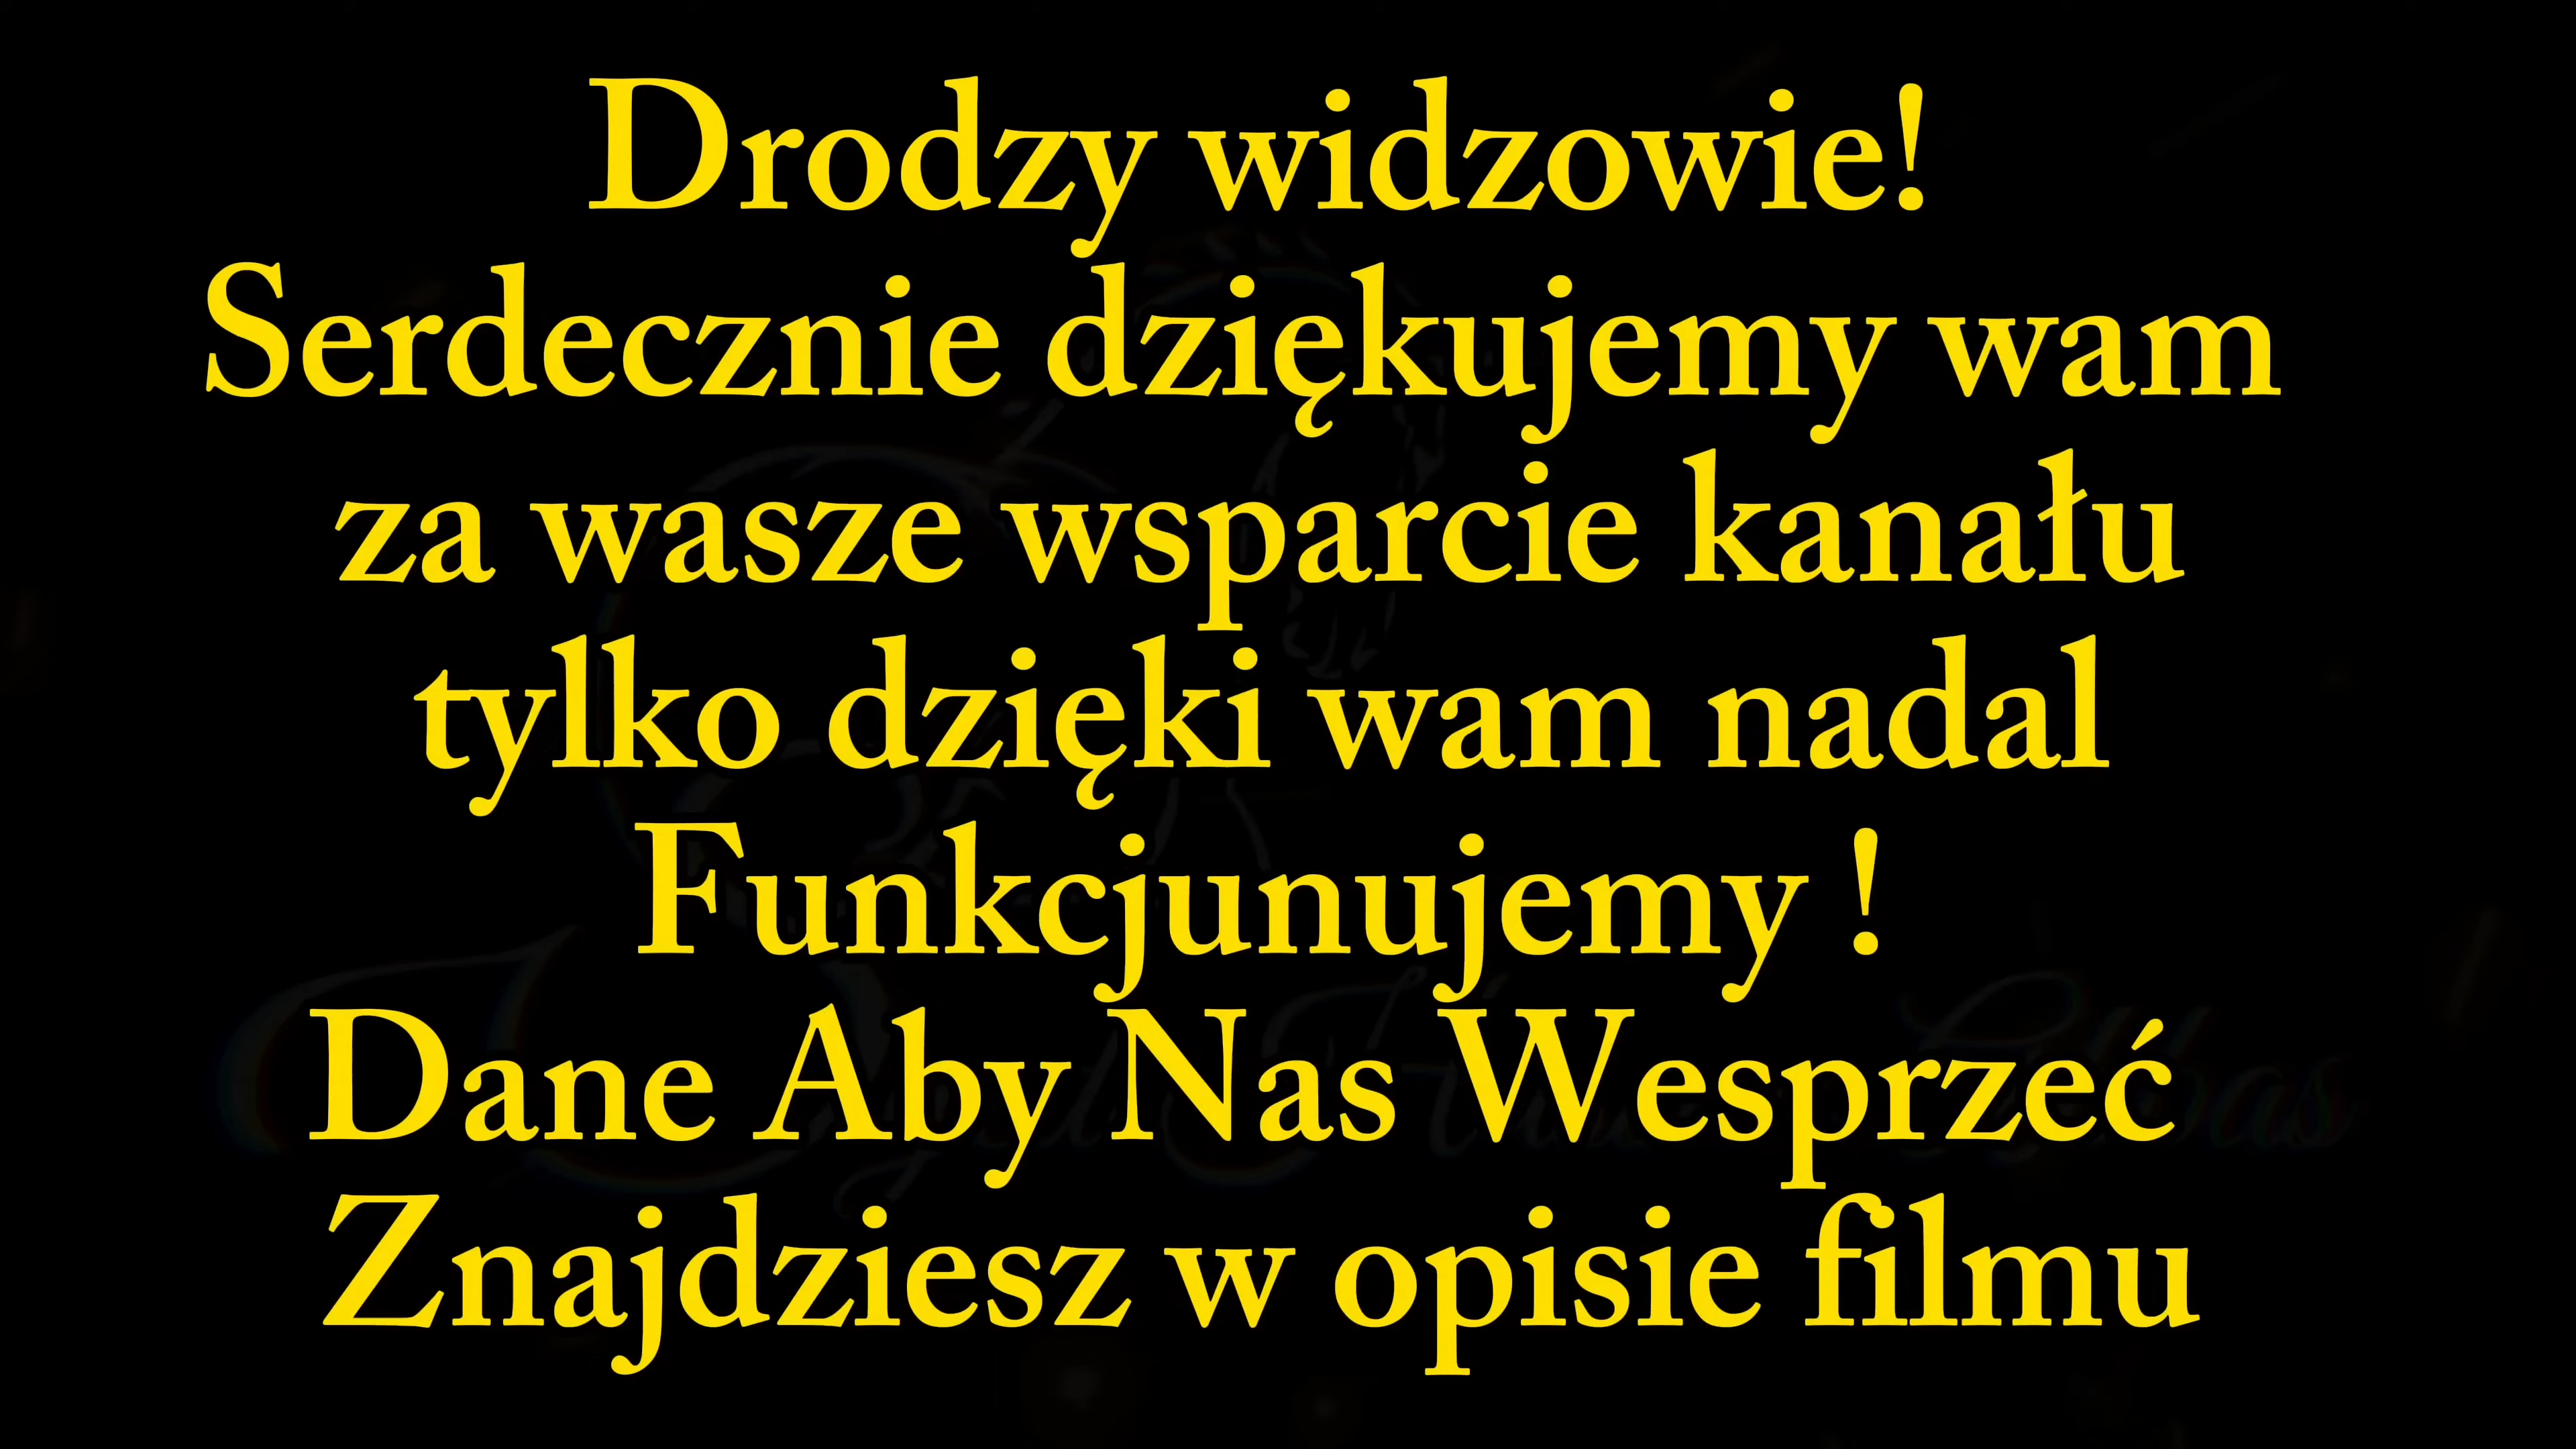 Drodzy widzowie!
Serdecznie dziękujemy wam
za wasze wsparcie kanału
tylko dzięki wam nadal
Funkcjunujemy !
Dane Aby Nas Wesprzeć
Znajdziesz w opisie filmu